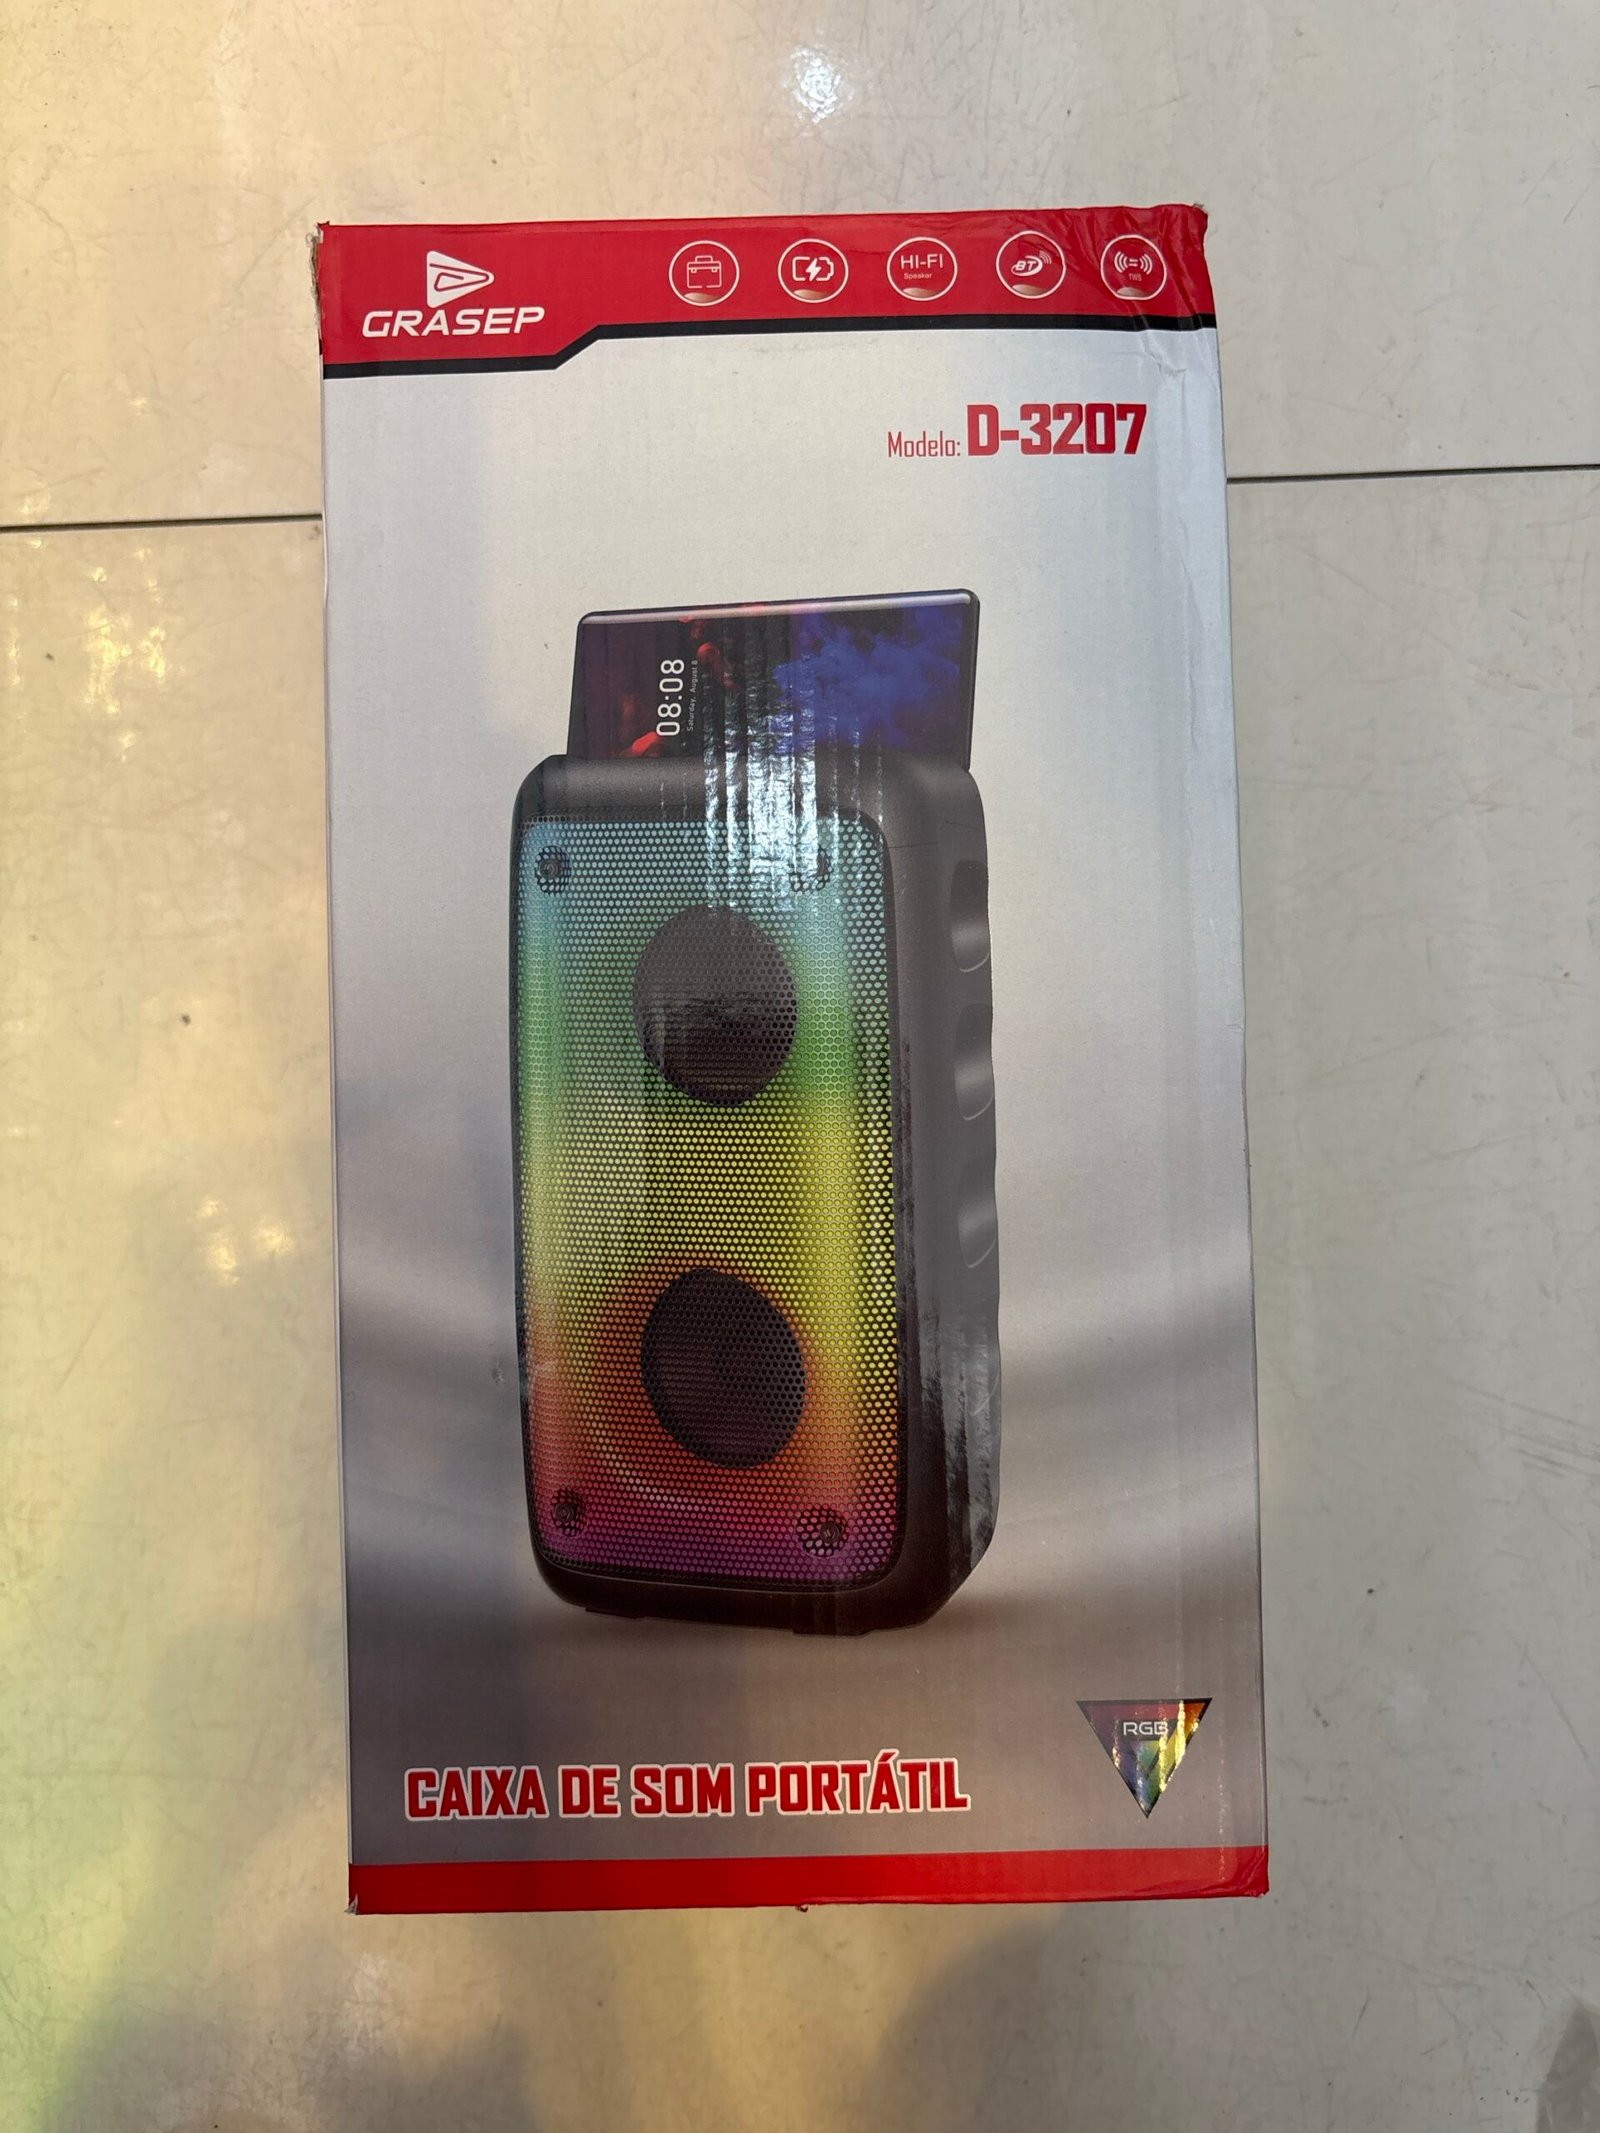 GRASEP
HI-FI
Speaker
BT
TWS
Modelo: D-3207
08:08
Saturday, August 8
RGB
CAIXA DE SOM PORTÁTIL